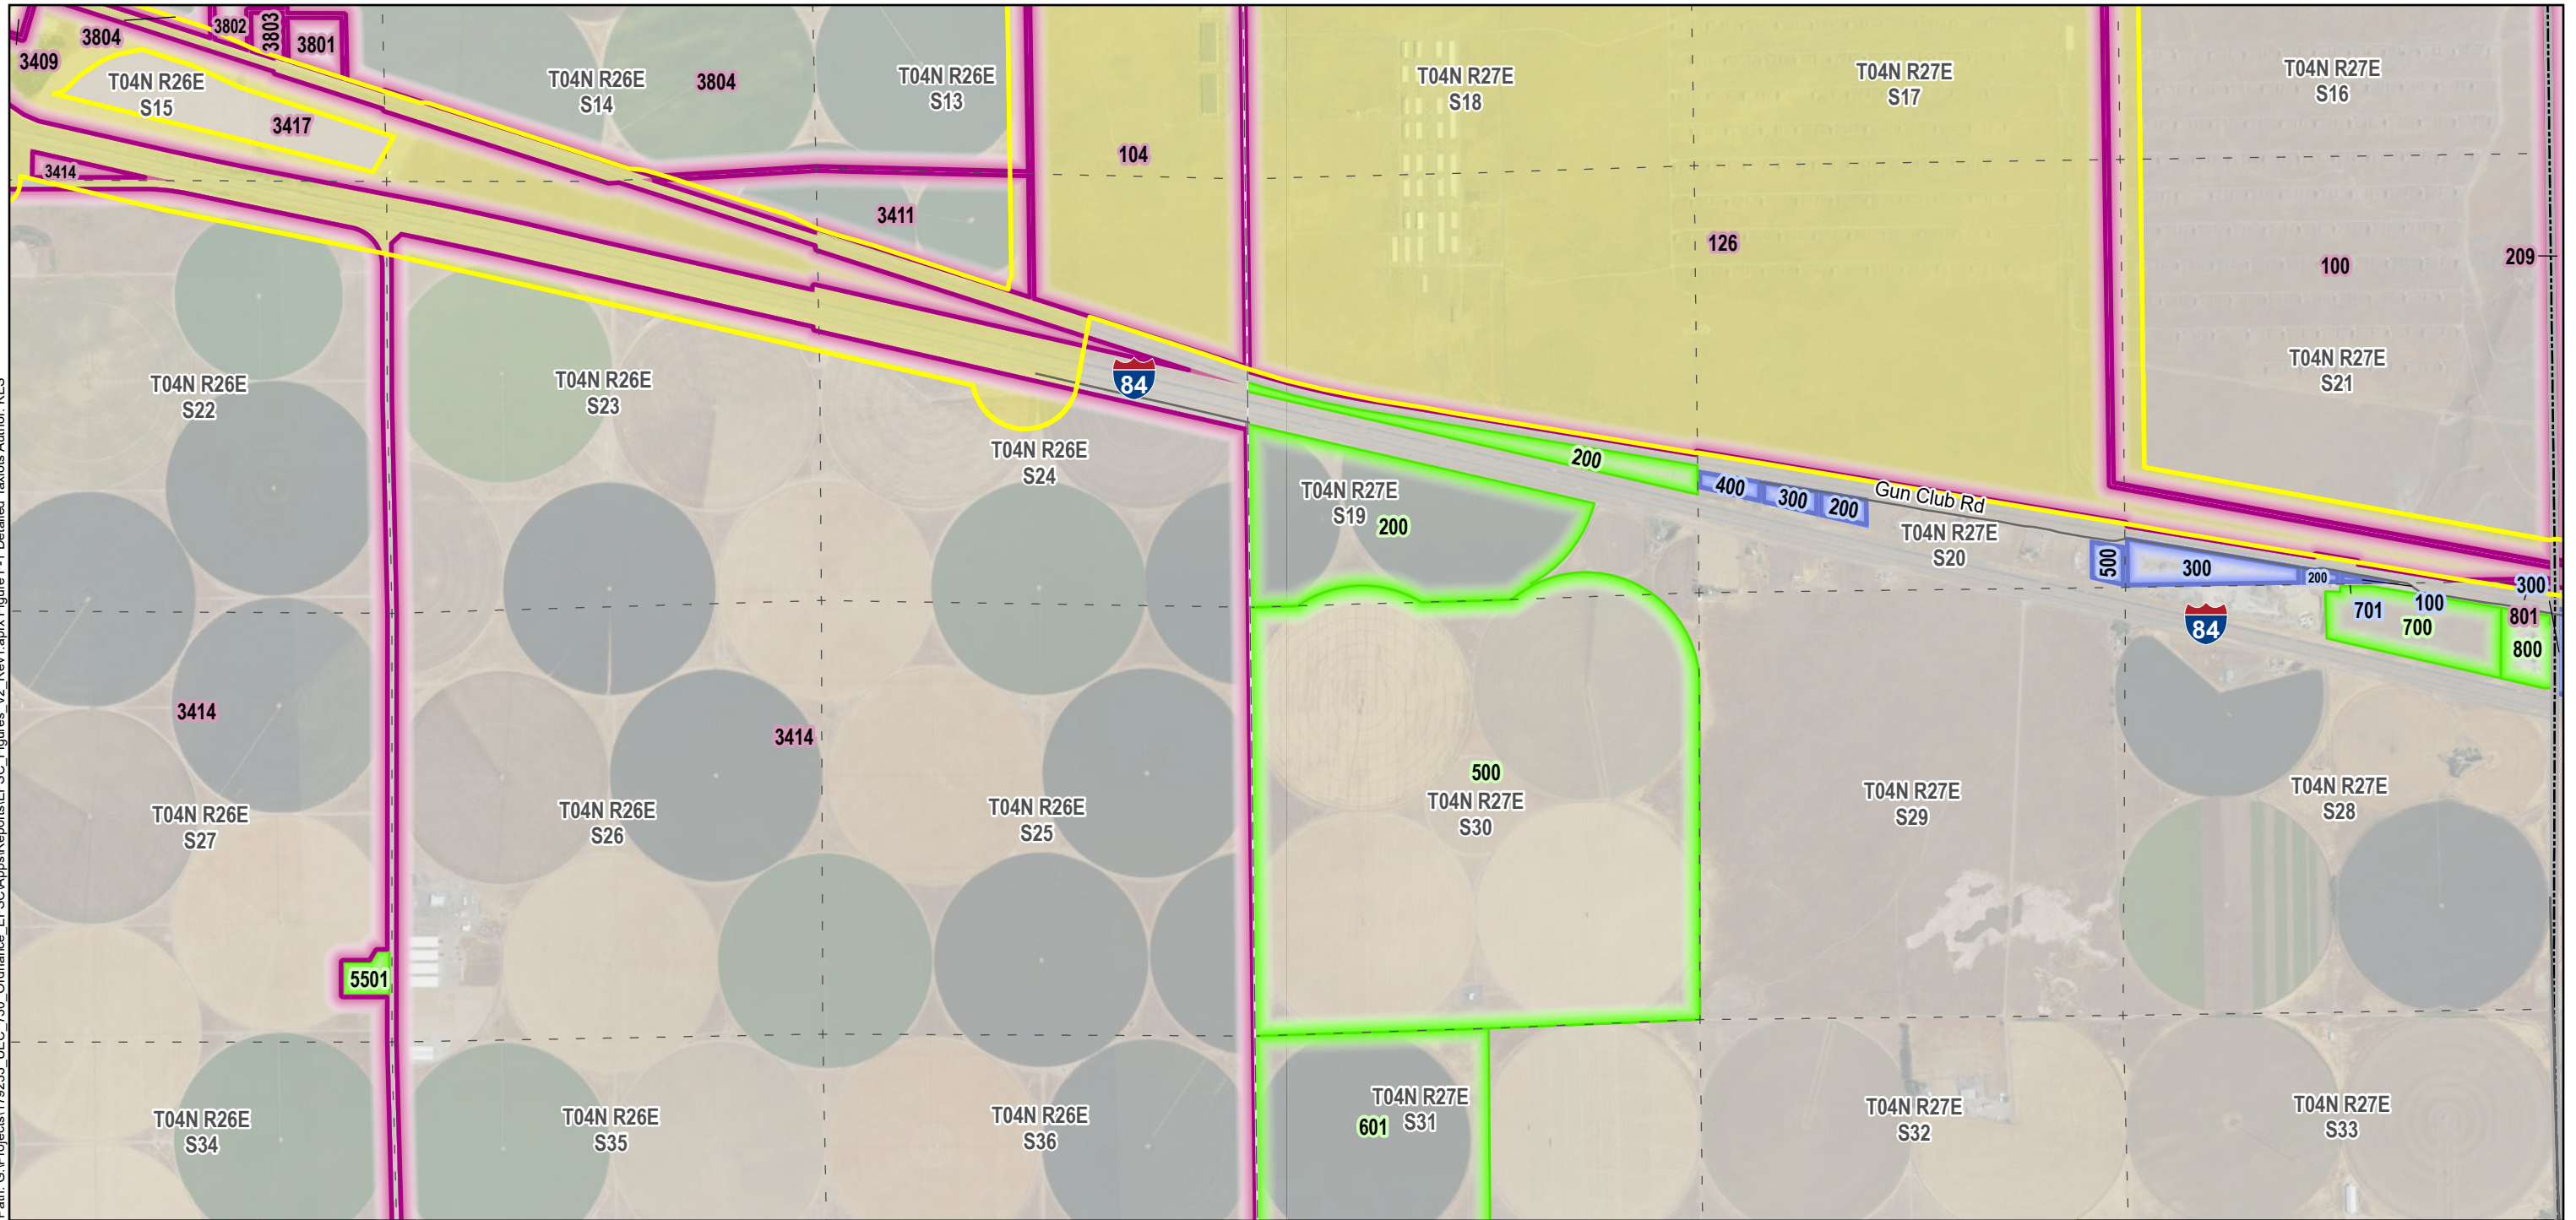 3804
3802
3803
3801
3409
T04N R26E
S15
T04N R26E
S14
3804
T04N R26E
S13
T04N R27E
S18
T04N R27E
S17
T04N R27E
S16
3417
3414
104
3411
126
100
209
84
T04N R26E
S22
T04N R26E
S23
T04N R26E
S24
T04N R27E
S21
200
400
300
200
Gun Club Rd
T04N R27E
S19
200
T04N R27E
S20
500
300
200
300
701
100
801
700
800
84
3414
3414
500
T04N R27E
S30
T04N R27E
S29
T04N R27E
S28
T04N R26E
S27
T04N R26E
S26
T04N R26E
S25
5501
T04N R26E
S34
T04N R26E
S35
T04N R26E
S36
T04N R27E
S31
601
T04N R27E
S32
T04N R27E
S33